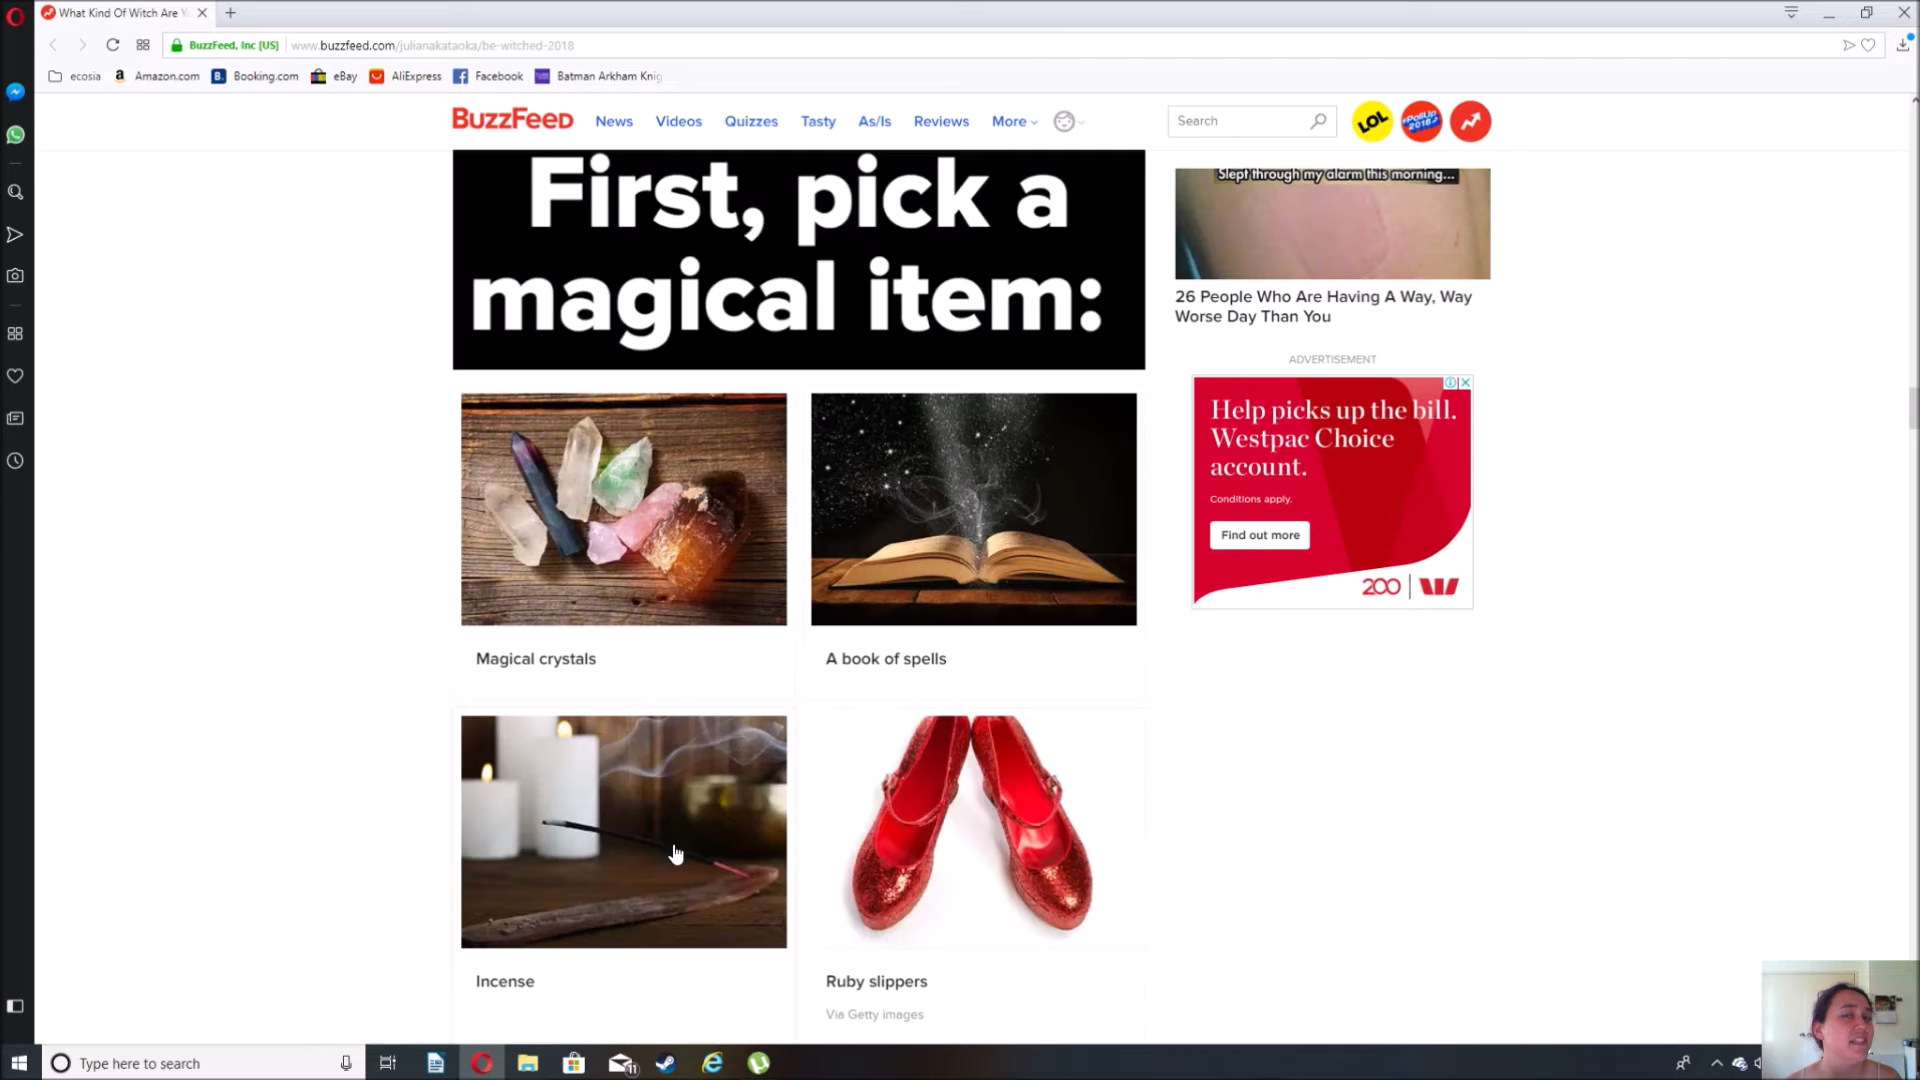 What Kind Of Witch Are Y
BuzzFeed, Inc [US]
www.buzzfeed.com/julianakataoka/be-witched-2018
ecosia
Amazon.com
Booking.com
eBay
AliExpress
Facebook
Batman Arkham Knig
BuzzFeed
News
Videos
Quizzes
Tasty
As/Is
Reviews
More
Search
LOL
#PollUp 2018
First, pick a
magical item:
Slept through my alarm this morning...
26 People Who Are Having A Way, Way
Worse Day Than You
ADVERTISEMENT
Help picks up the bill.
Westpac Choice
account.
Conditions apply.
Find out more
200
Magical crystals
A book of spells
Incense
Ruby slippers
Via Getty images
Type here to search
11